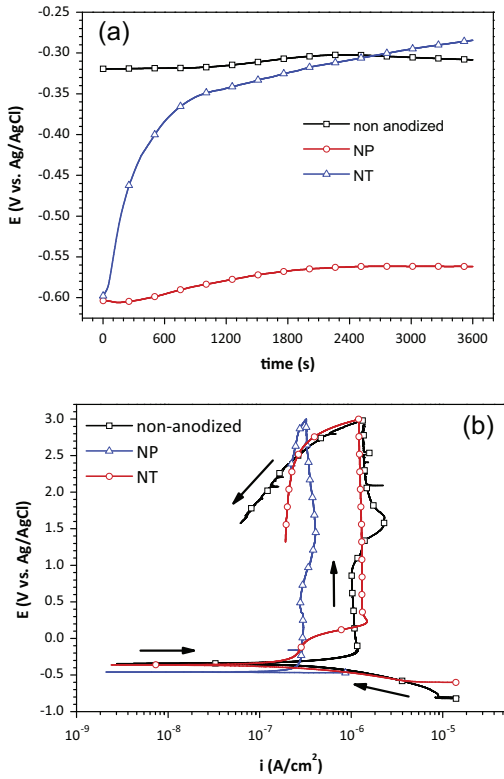 (a)
E (V vs. Ag/AgCl)
-0.25
-0.30
-0.35
-0.40
-0.45
-0.50
-0.55
-0.60
non anodized
NP
NT
0 600 1200 1800 2400 3000 3600
time (s)
(b)
E (V vs. Ag/AgCl)
3.0
2.5
2.0
1.5
1.0
0.5
0.0
-0.5
-1.0
non-anodized
NP
NT
10⁻⁹ 10⁻⁸ 10⁻⁷ 10⁻⁶ 10⁻⁵
i (A/cm²)